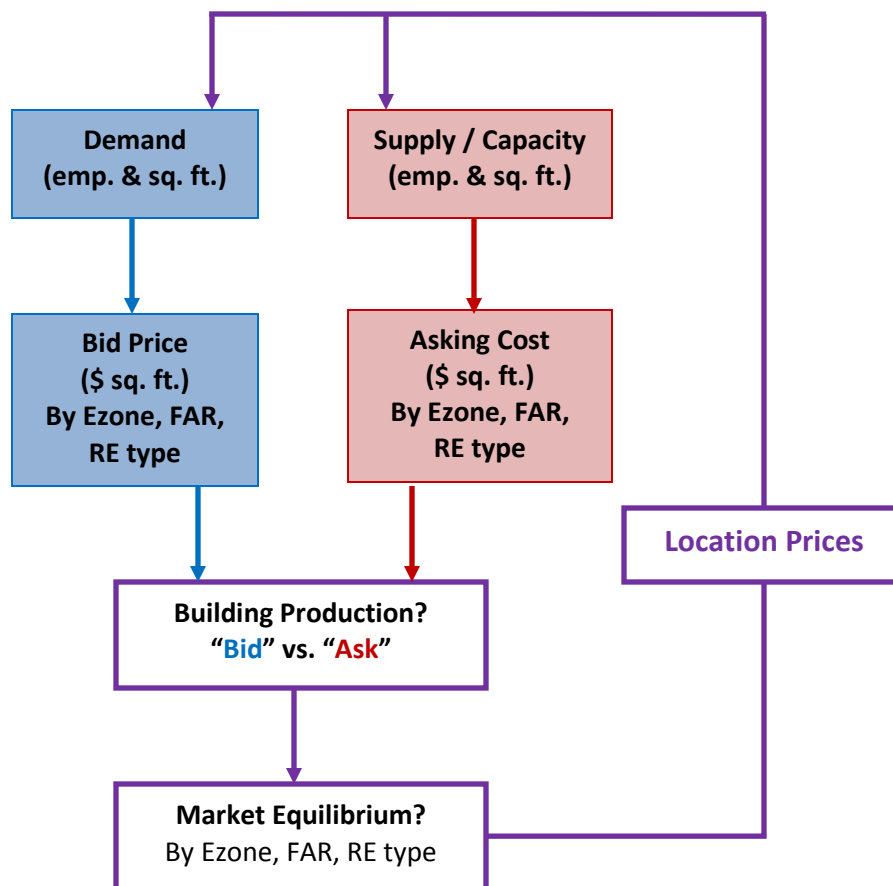 Demand
(emp. & sq. ft.)
Supply / Capacity
(emp. & sq. ft.)
Bid Price
($ sq. ft.)
By Ezone, FAR,
RE type
Asking Cost
($ sq. ft.)
By Ezone, FAR,
RE type
Location Prices
Building Production?
“Bid” vs. “Ask”
Market Equilibrium?
By Ezone, FAR, RE type